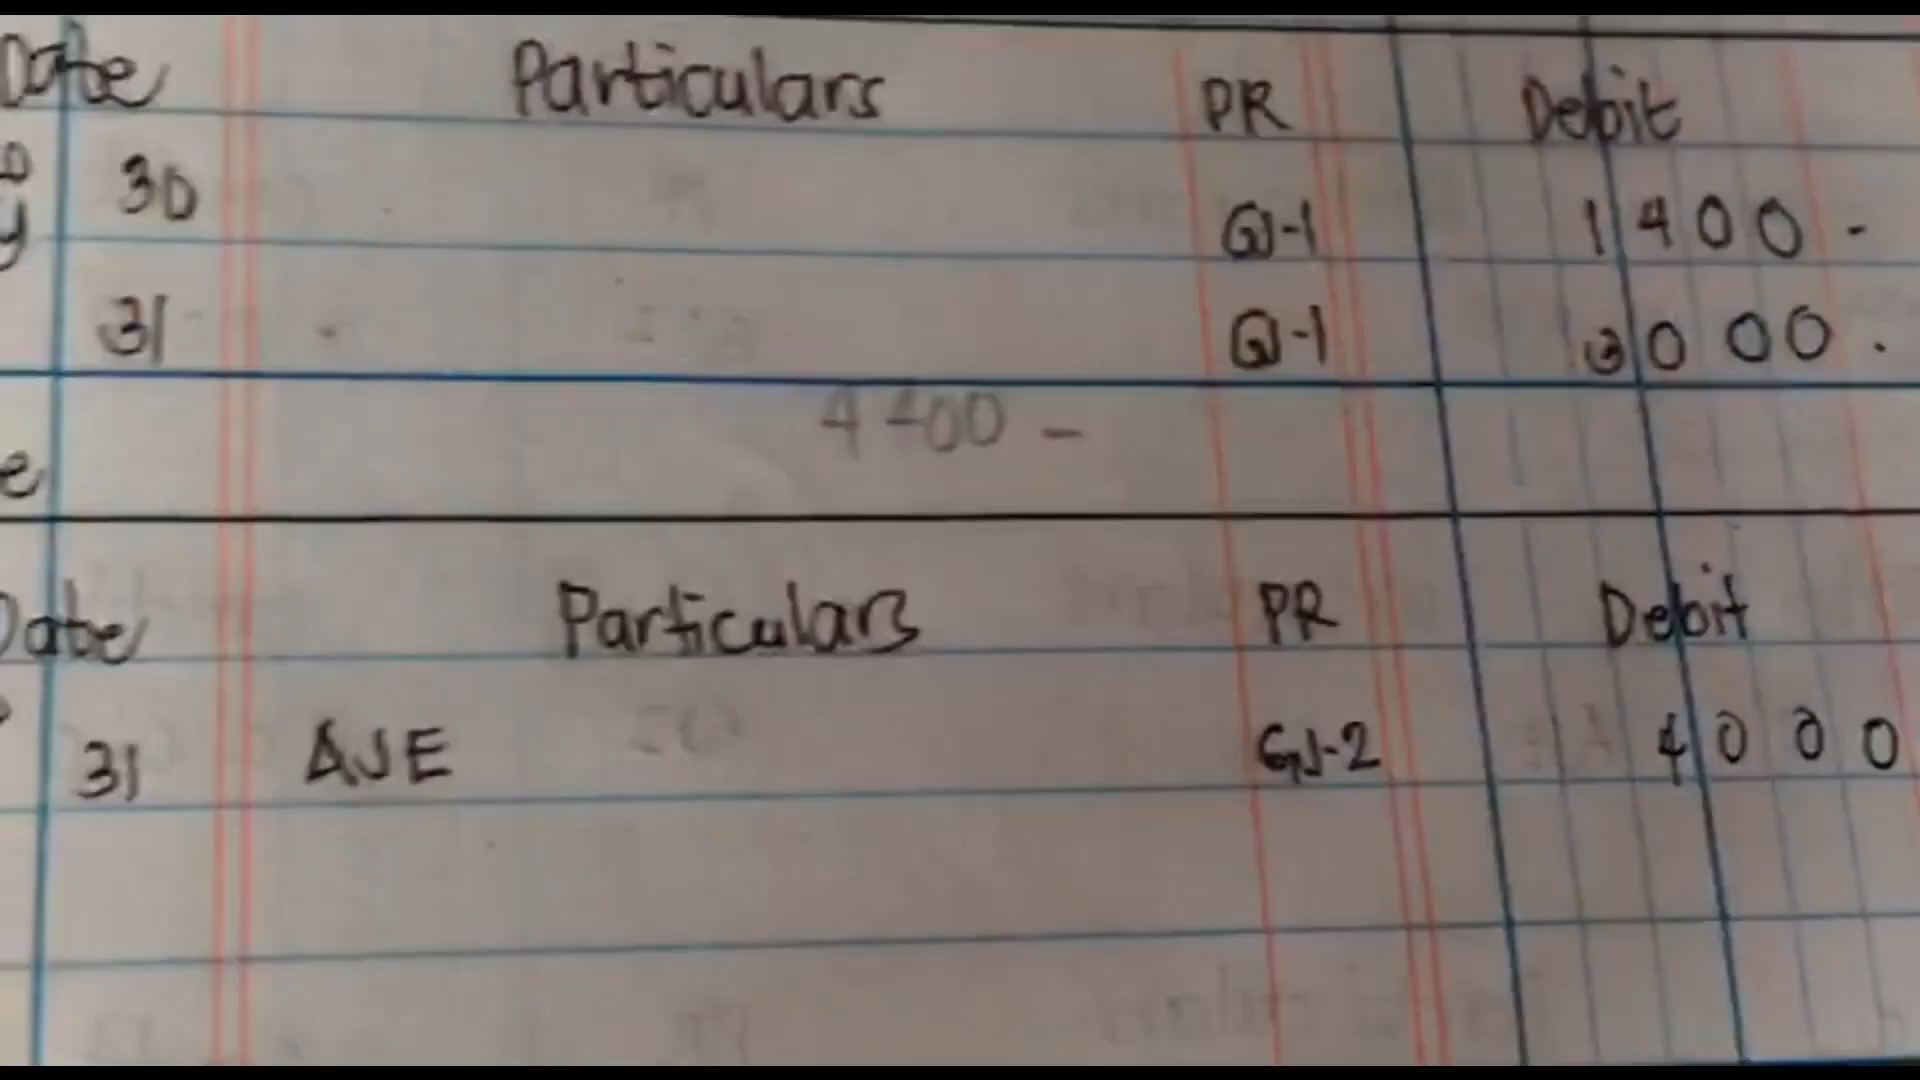 Date Particulars PR Debit
30 GJ-1 1400 -
31 GJ-1 3000 .
4400 -
e
Date Particulars PR Debit
31 AJE GJ-2 4000